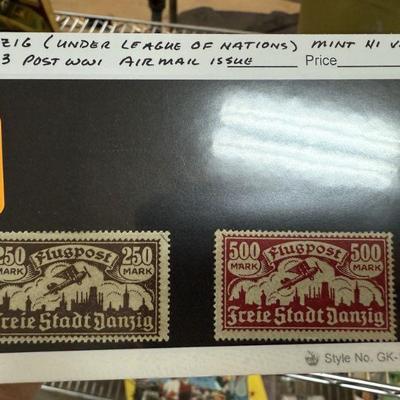 ZIG (UNDER LEAGUE OF NATIONS) MINT H
3 POST WWI AIRMAIL ISSUE Price
250 Flugpost 250
MARK MARK
Freie Stadt Danzig
500 Flugpost 500
MARK MARK
Freie Stadt Danzig
Style No. GK-